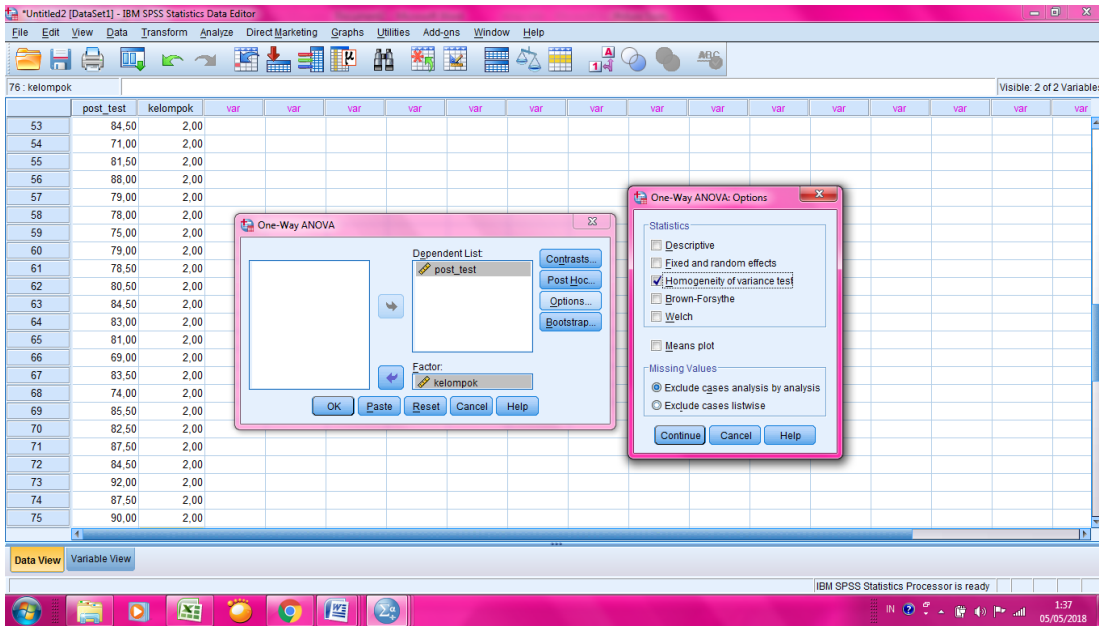 *Untitled2 [DataSet1] - IBM SPSS Statistics Data Editor
File Edit View Data Transform Analyze Direct Marketing Graphs Utilities Add-ons Window Help
76 : kelompok
Visible: 2 of 2 Variables
post_test kelompok var var var var var var var var var var var var var var var
53 84,50 2,00
54 71,00 2,00
55 81,50 2,00
56 88,00 2,00
57 79,00 2,00
58 78,00 2,00
59 75,00 2,00
60 79,00 2,00
61 78,50 2,00
62 80,50 2,00
63 84,50 2,00
64 83,00 2,00
65 81,00 2,00
66 69,00 2,00
67 83,50 2,00
68 74,00 2,00
69 85,50 2,00
70 82,50 2,00
71 87,50 2,00
72 84,50 2,00
73 92,00 2,00
74 87,50 2,00
75 90,00 2,00
One-Way ANOVA
Dependent List:
post_test
Factor:
kelompok
Contrasts...
Post Hoc...
Options...
Bootstrap...
OK Paste Reset Cancel Help
One-Way ANOVA: Options
Statistics
Descriptive
Fixed and random effects
Homogeneity of variance test
Brown-Forsythe
Welch
Means plot
Missing Values
Exclude cases analysis by analysis
Exclude cases listwise
Continue Cancel Help
Data View Variable View
IBM SPSS Statistics Processor is ready
IN
1:37
05/05/2018